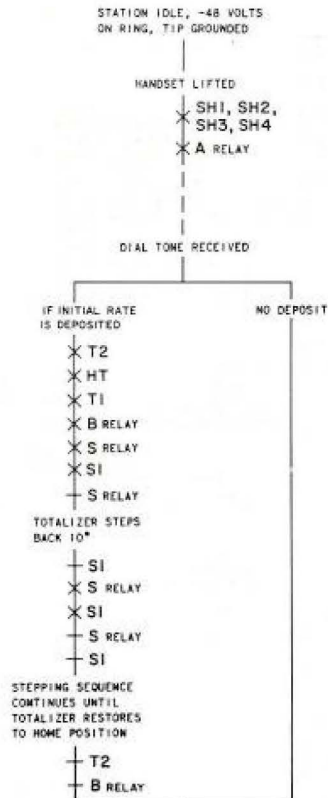 STATION IDLE, -48 VOLTS
ON RING, TIP GROUNDED
HANDSET LIFTED
SH1, SH2,
SH3, SH4
A RELAY
DIAL TONE RECEIVED
IF INITIAL RATE
IS DEPOSITED
NO DEPOSIT
T2
HT
T1
B RELAY
S RELAY
S1
S RELAY
TOTALIZER STEPS
BACK 10°
S1
S RELAY
S1
S RELAY
S1
STEPPING SEQUENCE
CONTINUES UNTIL
TOTALIZER RESTORES
TO HOME POSITION
T2
B RELAY